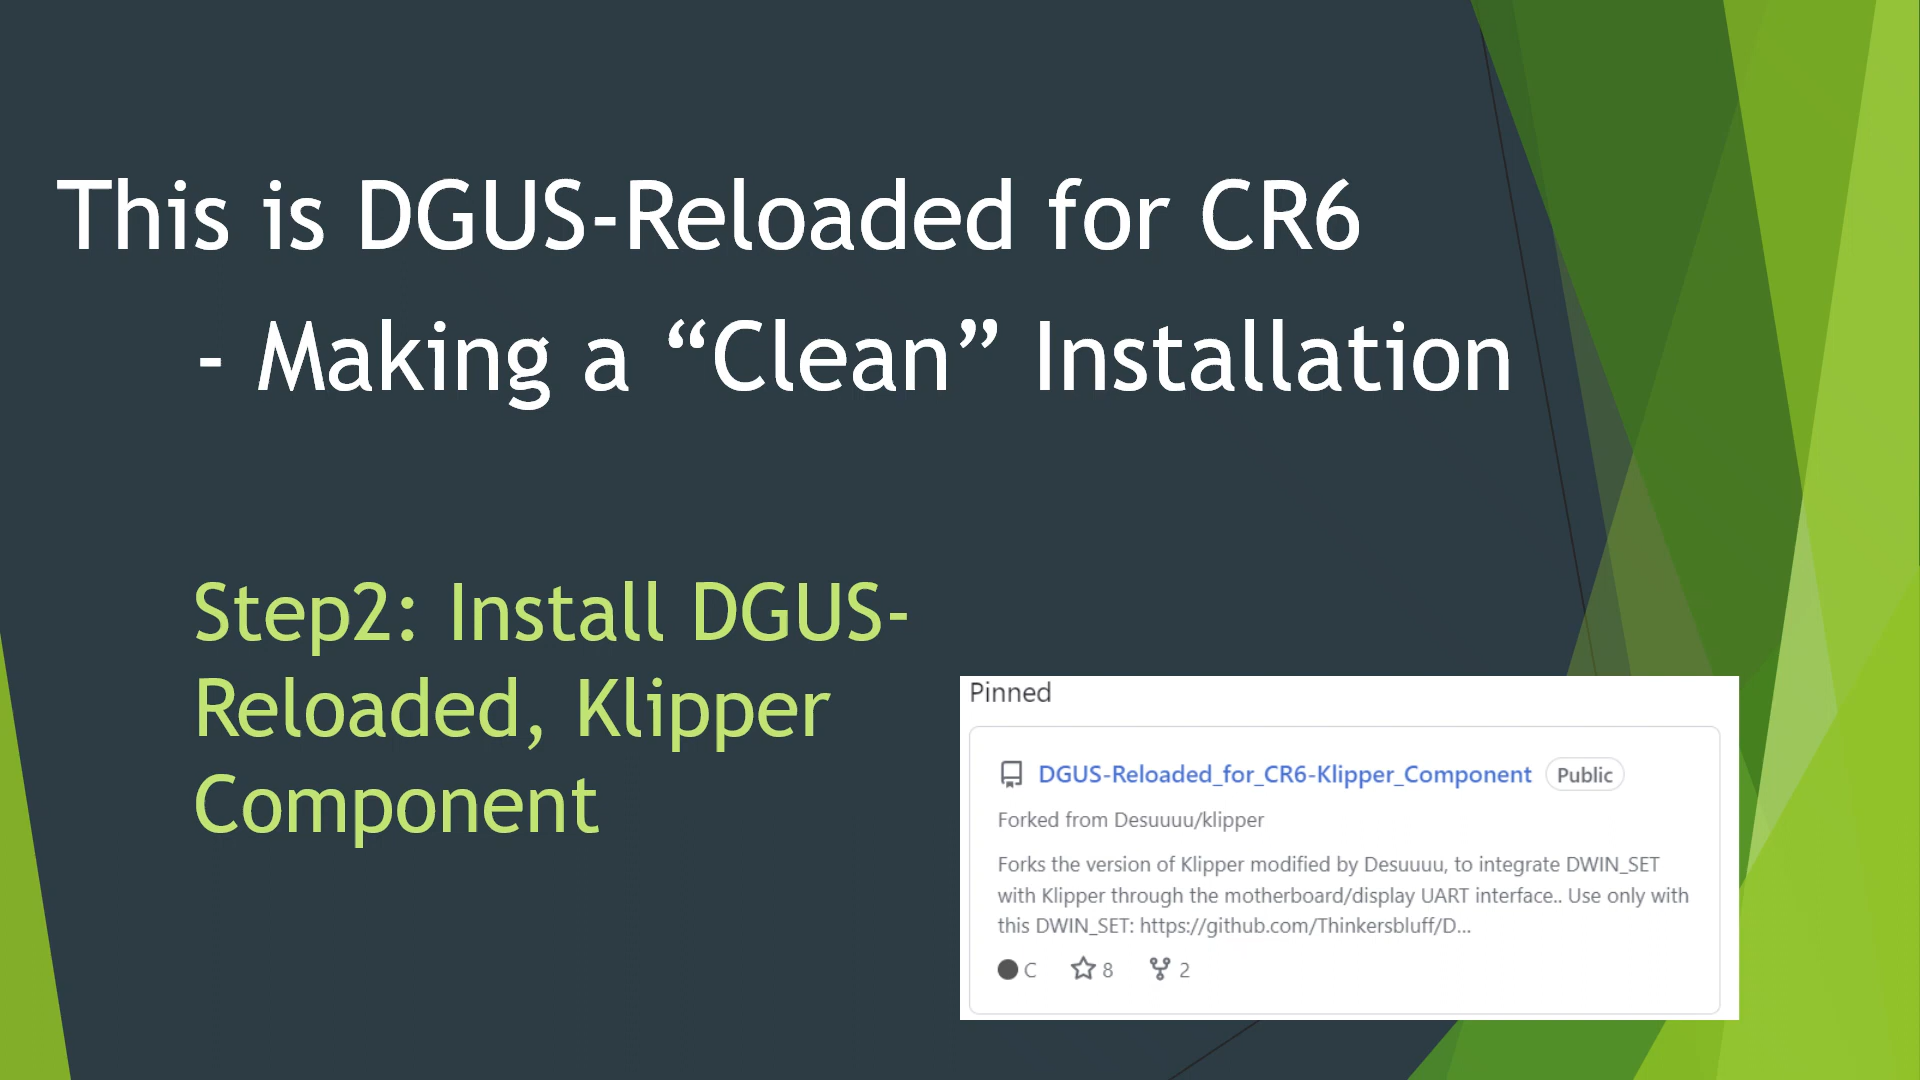 This is DGUS-Reloaded for CR6
- Making a “Clean” Installation
Step2: Install DGUS-
Reloaded, Klipper
Component
Pinned
DGUS-Reloaded_for_CR6-Klipper_Component Public
Forked from Desuuuu/klipper
Forks the version of Klipper modified by Desuuuu, to integrate DWIN_SET
with Klipper through the motherboard/display UART interface.. Use only with
this DWIN_SET: https://github.com/Thinkersbluff/D...
C 8 2